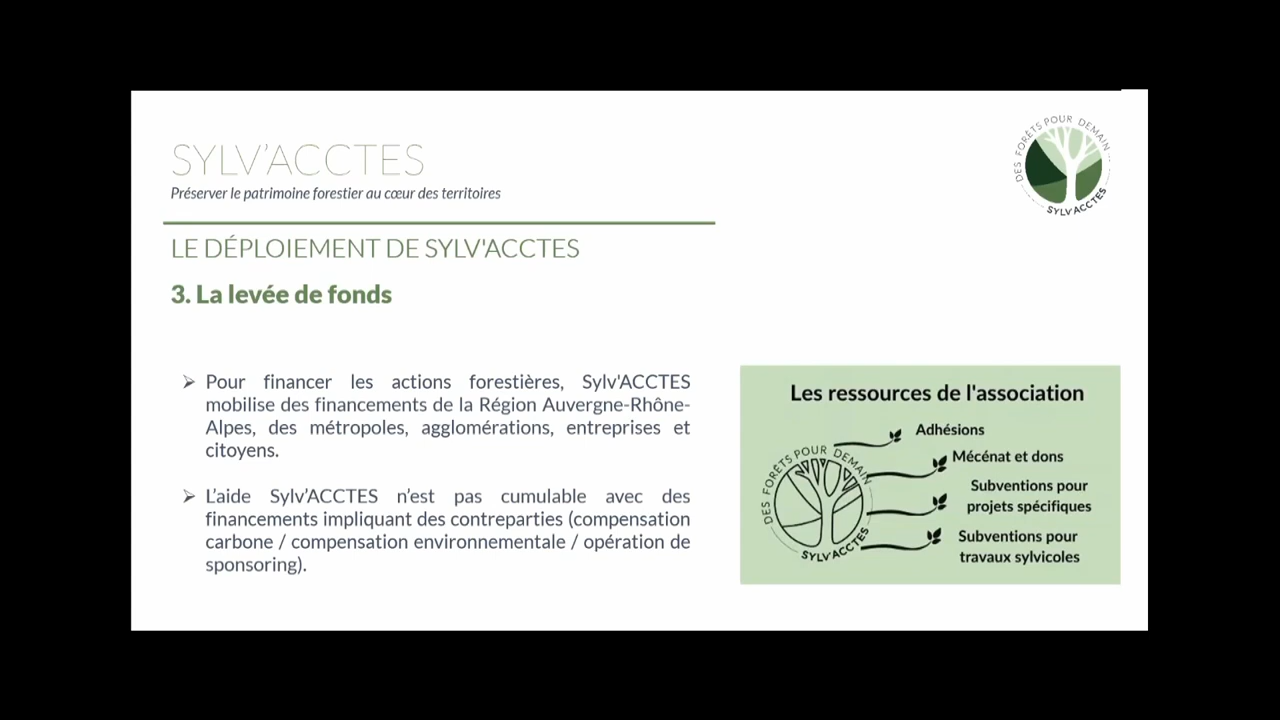 SYLV'ACCTES
Préserver le patrimoine forestier au cœur des territoires
DES FORÊTS POUR DEMAIN
SYLV'ACCTES
LE DÉPLOIEMENT DE SYLV'ACCTES
3. La levée de fonds
➢ Pour financer les actions forestières, Sylv'ACCTES
mobilise des financements de la Région Auvergne-Rhône-
Alpes, des métropoles, agglomérations, entreprises et
citoyens.
➢ L'aide Sylv'ACCTES n'est pas cumulable avec des
financements impliquant des contreparties (compensation
carbone / compensation environnementale / opération de
sponsoring).
Les ressources de l'association
DES FORÊTS POUR DEMAIN
SYLV'ACCTES
Adhésions
Mécénat et dons
Subventions pour
projets spécifiques
Subventions pour
travaux sylvicoles